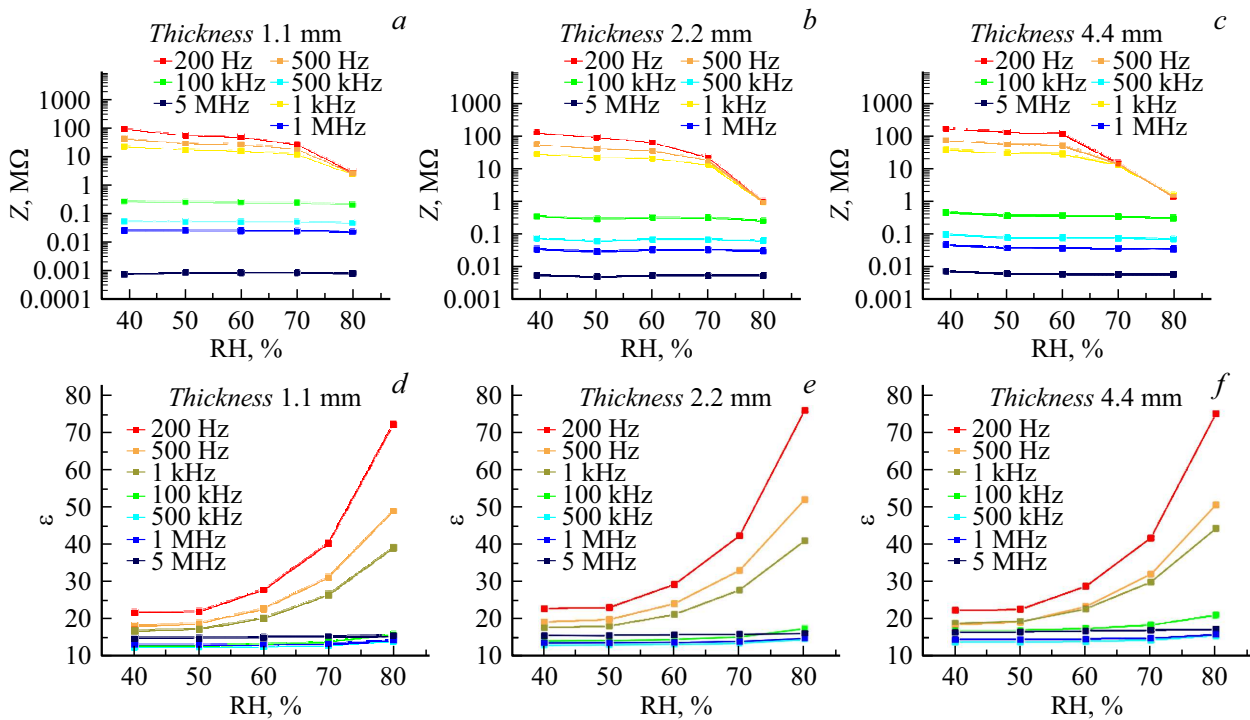 a
Thickness 1.1 mm
200 Hz 500 Hz
100 kHz 500 kHz
5 MHz 1 kHz
1 MHz
1000
100
10
1
0.1
0.01
0.001
0.0001
Z, MΩ
40 50 60 70 80
RH, %
b
Thickness 2.2 mm
200 Hz 500 Hz
100 kHz 500 kHz
5 MHz 1 kHz
1 MHz
1000
100
10
1
0.1
0.01
0.001
Z, MΩ
40 50 60 70 80
RH, %
c
Thickness 4.4 mm
200 Hz 500 Hz
100 kHz 500 kHz
5 MHz 1 kHz
1 MHz
1000
100
10
1
0.1
0.01
0.001
Z, MΩ
40 50 60 70 80
RH, %
d
Thickness 1.1 mm
200 Hz
500 Hz
1 kHz
100 kHz
500 kHz
1 MHz
5 MHz
80
70
60
50
40
30
20
10
ε
40 50 60 70 80
RH, %
e
Thickness 2.2 mm
200 Hz
500 Hz
1 kHz
100 kHz
500 kHz
1 MHz
5 MHz
80
70
60
50
40
30
20
10
ε
40 50 60 70 80
RH, %
f
Thickness 4.4 mm
200 Hz
500 Hz
1 kHz
100 kHz
500 kHz
1 MHz
5 MHz
80
70
60
50
40
30
20
10
ε
40 50 60 70 80
RH, %